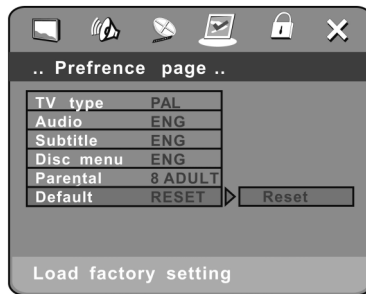 .. Prefrence page ..
TV type PAL
Audio ENG
Subtitle ENG
Disc menu ENG
Parental 8 ADULT
Default RESET Reset
Load factory setting